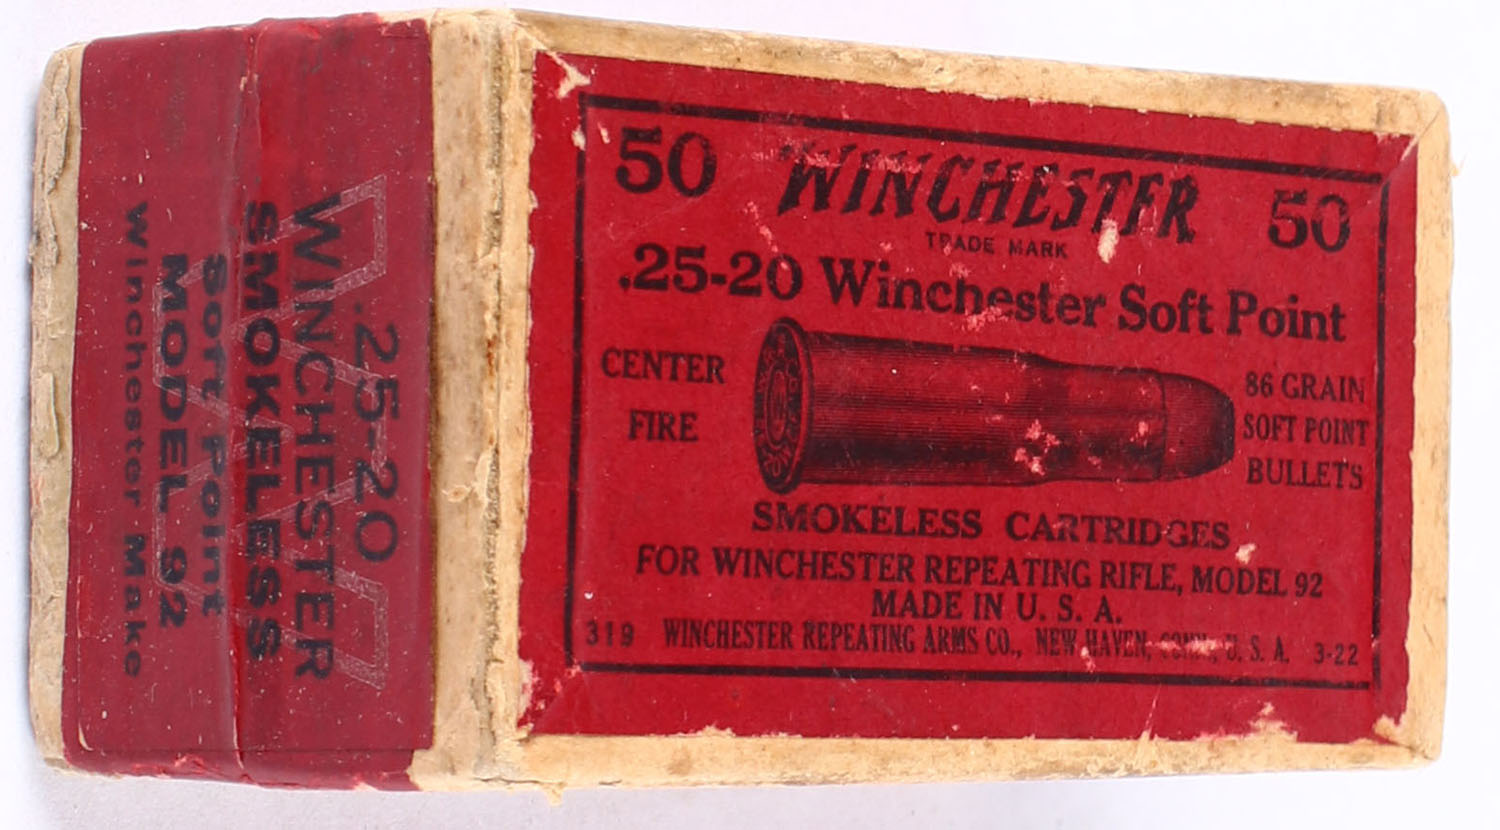 .25-20
WINCHESTER
SMOKELESS
Soft Point
MODEL 92
Winchester Make
50 WINCHESTER 50
TRADE MARK
.25-20 Winchester Soft Point
CENTER
FIRE
86 GRAIN
SOFT POINT
BULLETS
SMOKELESS CARTRIDGES
FOR WINCHESTER REPEATING RIFLE, MODEL 92
MADE IN U. S. A.
319 WINCHESTER REPEATING ARMS CO., NEW HAVEN, CONN., U. S. A. 3-22